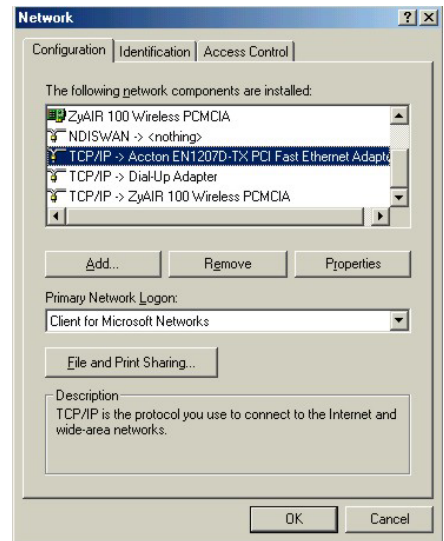 Network
Configuration Identification Access Control
The following network components are installed:
ZyAIR 100 Wireless PCMCIA
NDISWAN -> <nothing>
TCP/IP -> Accton EN1207D-TX PCI Fast Ethernet Adapte
TCP/IP -> Dial-Up Adapter
TCP/IP -> ZyAIR 100 Wireless PCMCIA
Add... Remove Properties
Primary Network Logon:
Client for Microsoft Networks
File and Print Sharing...
Description
TCP/IP is the protocol you use to connect to the Internet and
wide-area networks.
OK Cancel